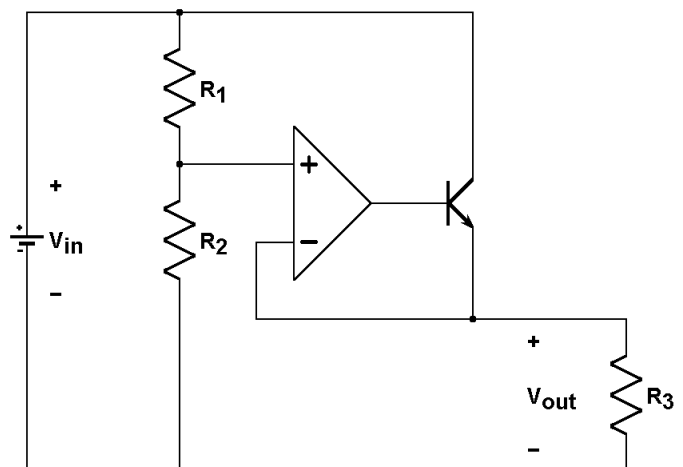 R1
+
+
+
R2
Vin
-
-
-
+
Vout
R3
-